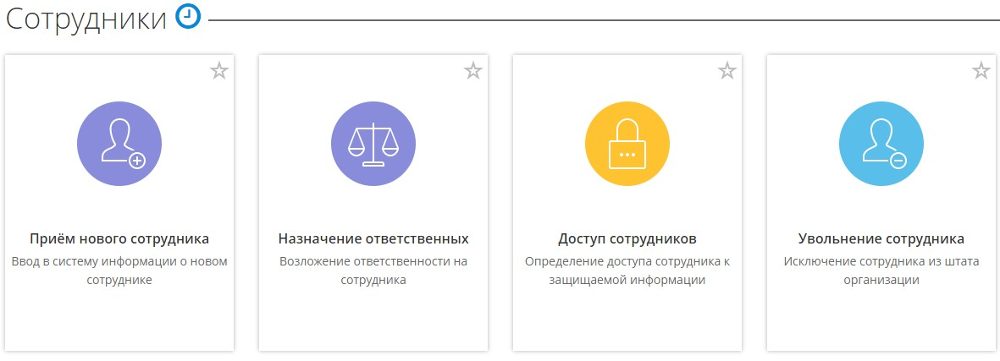 Сотрудники
Приём нового сотрудника
Ввод в систему информации о новом
сотруднике
Назначение ответственных
Возложение ответственности на
сотрудника
Доступ сотрудников
Определение доступа сотрудника к
защищаемой информации
Увольнение сотрудника
Исключение сотрудника из штата
организации